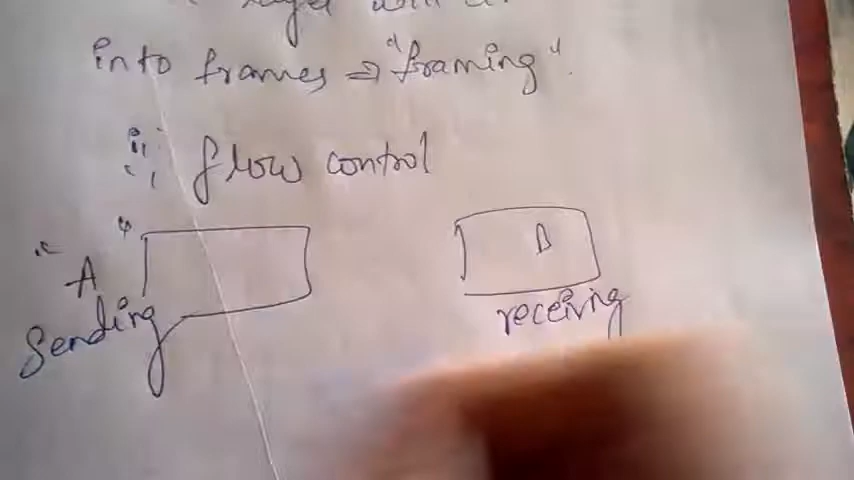 into frames ⇒ "framing".
ii, flow control
"A"
B
Sending
receiving